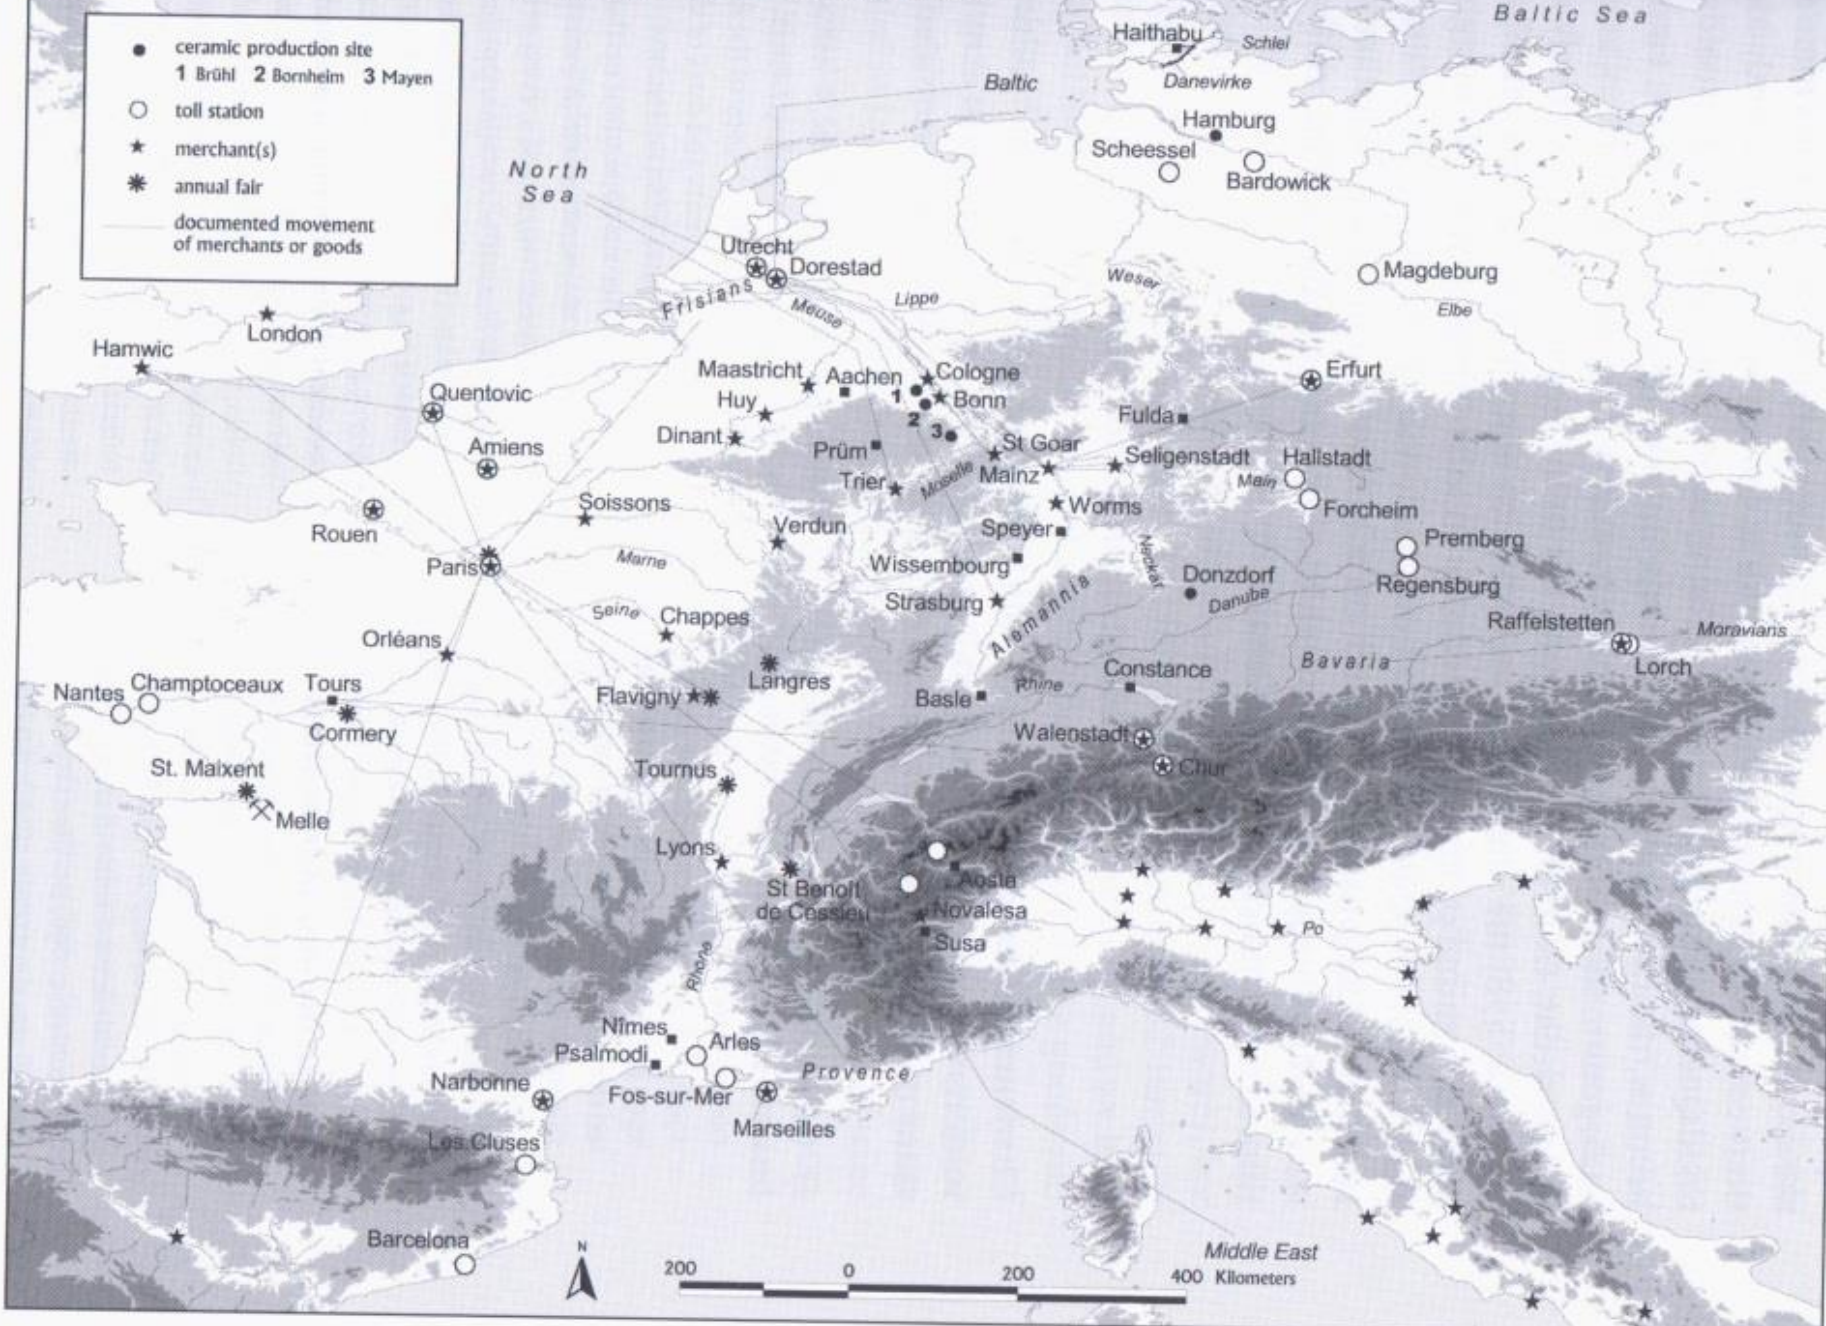 ceramic production site
1 Brühl 2 Bornheim 3 Mayen
toll station
merchant(s)
annual fair
documented movement
of merchants or goods
Baltic Sea
Haithabu
Schlei
Baltic
Danevirke
Hamburg
Scheessel
Bardowick
North
Sea
Utrecht
Dorestad
Frisians
Meuse
Lippe
Weser
Magdeburg
Elbe
London
Hamwic
Quentovic
Maastricht
Aachen
Cologne
Erfurt
1
Bonn
Huy
2
Fulda
Amiens
Dinant
3
Prüm
St Goar
Seligenstadt
Hallstadt
Trier
Moselle
Mainz
Main
Soissons
Worms
Forcheim
Rouen
Verdun
Speyer
Premberg
Marne
Paris
Wissembourg
Neckar
Donzdorf
Regensburg
Seine
Chappes
Strasburg
Alemannia
Danube
Raffelstetten
Moravians
Orléans
Bavaria
Lorch
Langres
Constance
Nantes
Champtoceaux
Tours
Flavigny
Basle
Rhine
Cormery
Walenstadt
St. Maixent
Tournus
Chur
Melle
Lyons
St Benoît
de Cessieu
Aosta
Novalesa
Po
Susa
Rhône
Nîmes
Arles
Psalmodi
Provence
Narbonne
Fos-sur-Mer
Marseilles
Les Cluses
Barcelona
N
Middle East
200 0 200 400 Kilometers